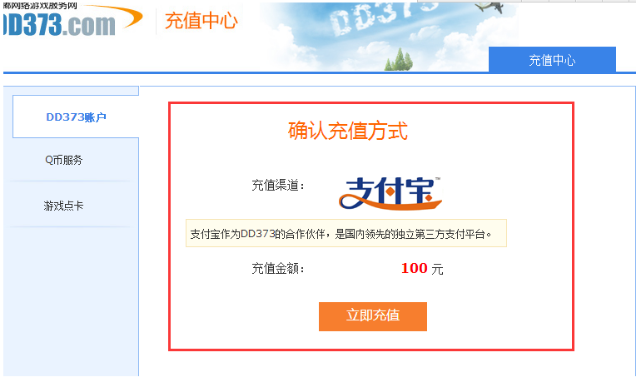 网络游戏服务网
DD373.com
充值中心
DD373
充值中心
DD373账户
Q币服务
游戏点卡
确认充值方式
充值渠道：
支付宝™
支付宝作为DD373的合作伙伴，是国内领先的独立第三方支付平台。
充值金额：
100 元
立即充值